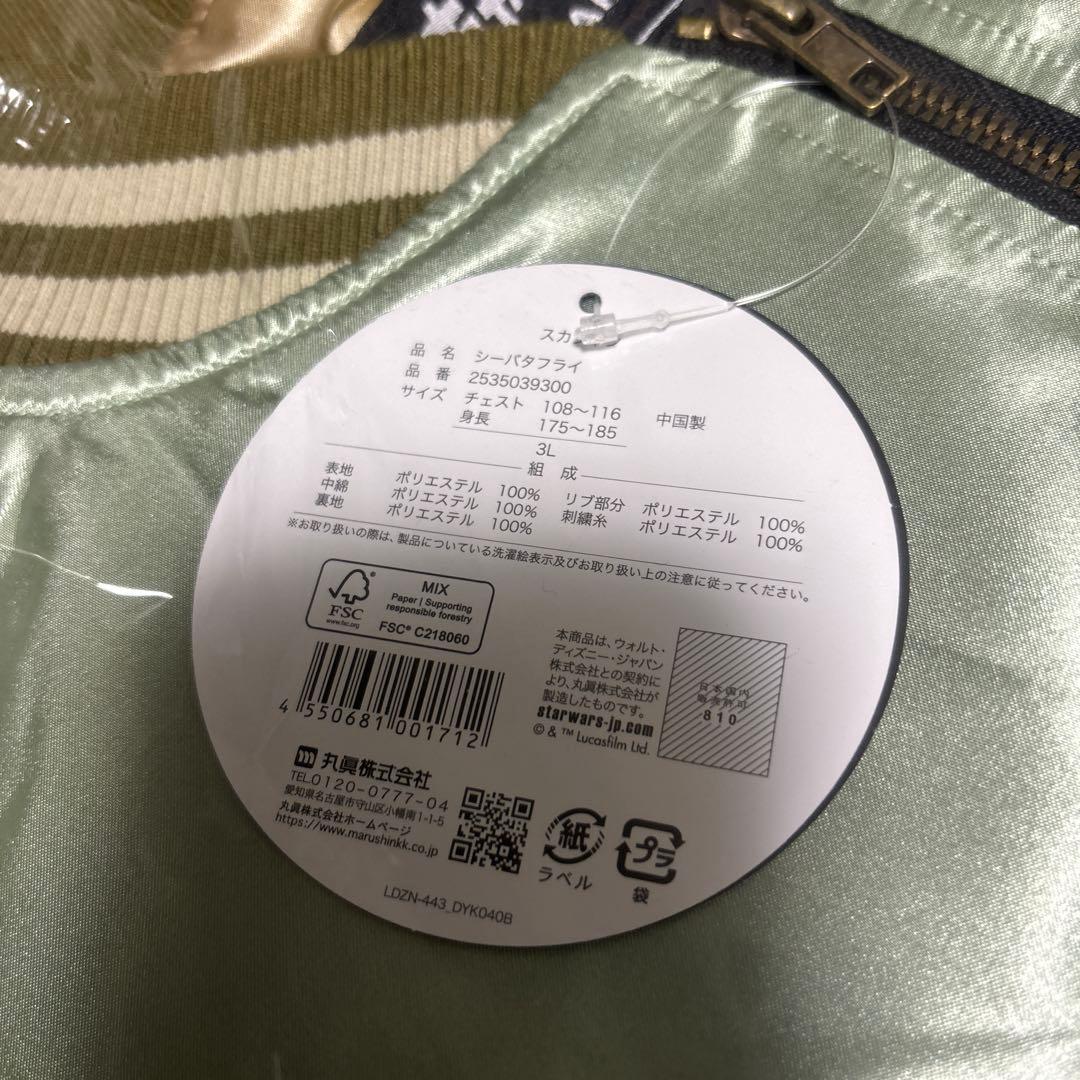 スカ
品 名 シーバタフライ
品 番 2535039300
サイズ チェスト 108〜116 中国製
身長 175〜185
3L
組 成
表地 ポリエステル 100% リブ部分 ポリエステル 100%
中綿 ポリエステル 100% 刺繍糸 ポリエステル 100%
裏地 ポリエステル 100%
※お取り扱いの際は、製品についている洗濯絵表示及びお取り扱い上の注意に従ってください。
FSC
www.fsc.org
MIX
Paper | Supporting
responsible forestry
FSC® C218060
4 550681 001712
本商品は、ウォルト・
ディズニー・ジャパン
株式会社との契約に
より、丸眞株式会社が
製造したものです。
starwars-jp.com
© & ™ Lucasfilm Ltd.
日本国内
販売許可
810
丸眞株式会社
TEL.0120-0777-04
愛知県名古屋市守山区小幡南1-1-5
丸眞株式会社ホームページ
https://www.marushinkk.co.jp
紙
ラベル
プラ
袋
LDZN-443_DYK040B